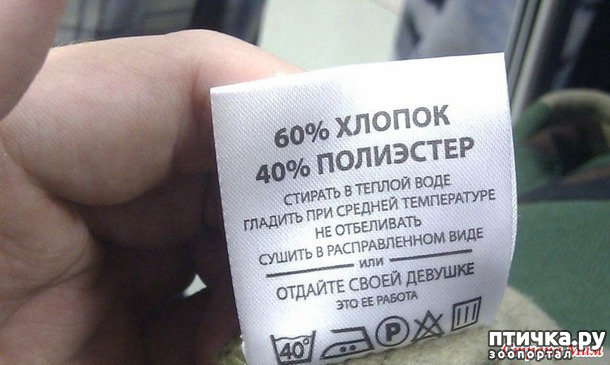 60% ХЛОПОК
40% ПОЛИЭСТЕР
СТИРАТЬ В ТЕПЛОЙ ВОДЕ
ГЛАДИТЬ ПРИ СРЕДНЕЙ ТЕМПЕРАТУРЕ
НЕ ОТБЕЛИВАТЬ
СУШИТЬ В РАСПРАВЛЕННОМ ВИДЕ
ИЛИ
ОТДАЙТЕ СВОЕЙ ДЕВУШКЕ
ЭТО ЕЕ РАБОТА
40° P
птичка.ру
зоопортал